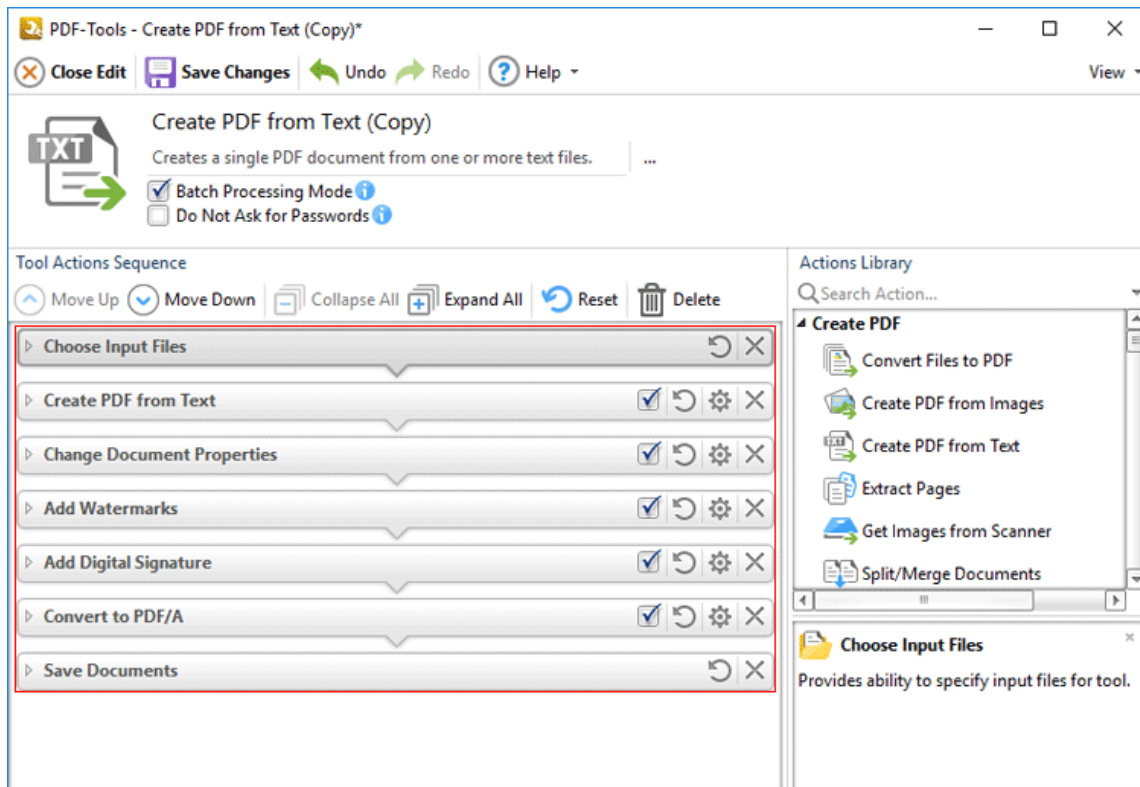 PDF-Tools - Create PDF from Text (Copy)*
Close Edit Save Changes Undo Redo ? Help View
TXT
Create PDF from Text (Copy)
Creates a single PDF document from one or more text files. ...
Batch Processing Mode i
Do Not Ask for Passwords i
Tool Actions Sequence
Move Up Move Down Collapse All Expand All Reset Delete
Choose Input Files
Create PDF from Text
Change Document Properties
Add Watermarks
Add Digital Signature
Convert to PDF/A
Save Documents
Actions Library
Search Action...
Create PDF
Convert Files to PDF
Create PDF from Images
TXT Create PDF from Text
Extract Pages
Get Images from Scanner
Split/Merge Documents
Choose Input Files
Provides ability to specify input files for tool.